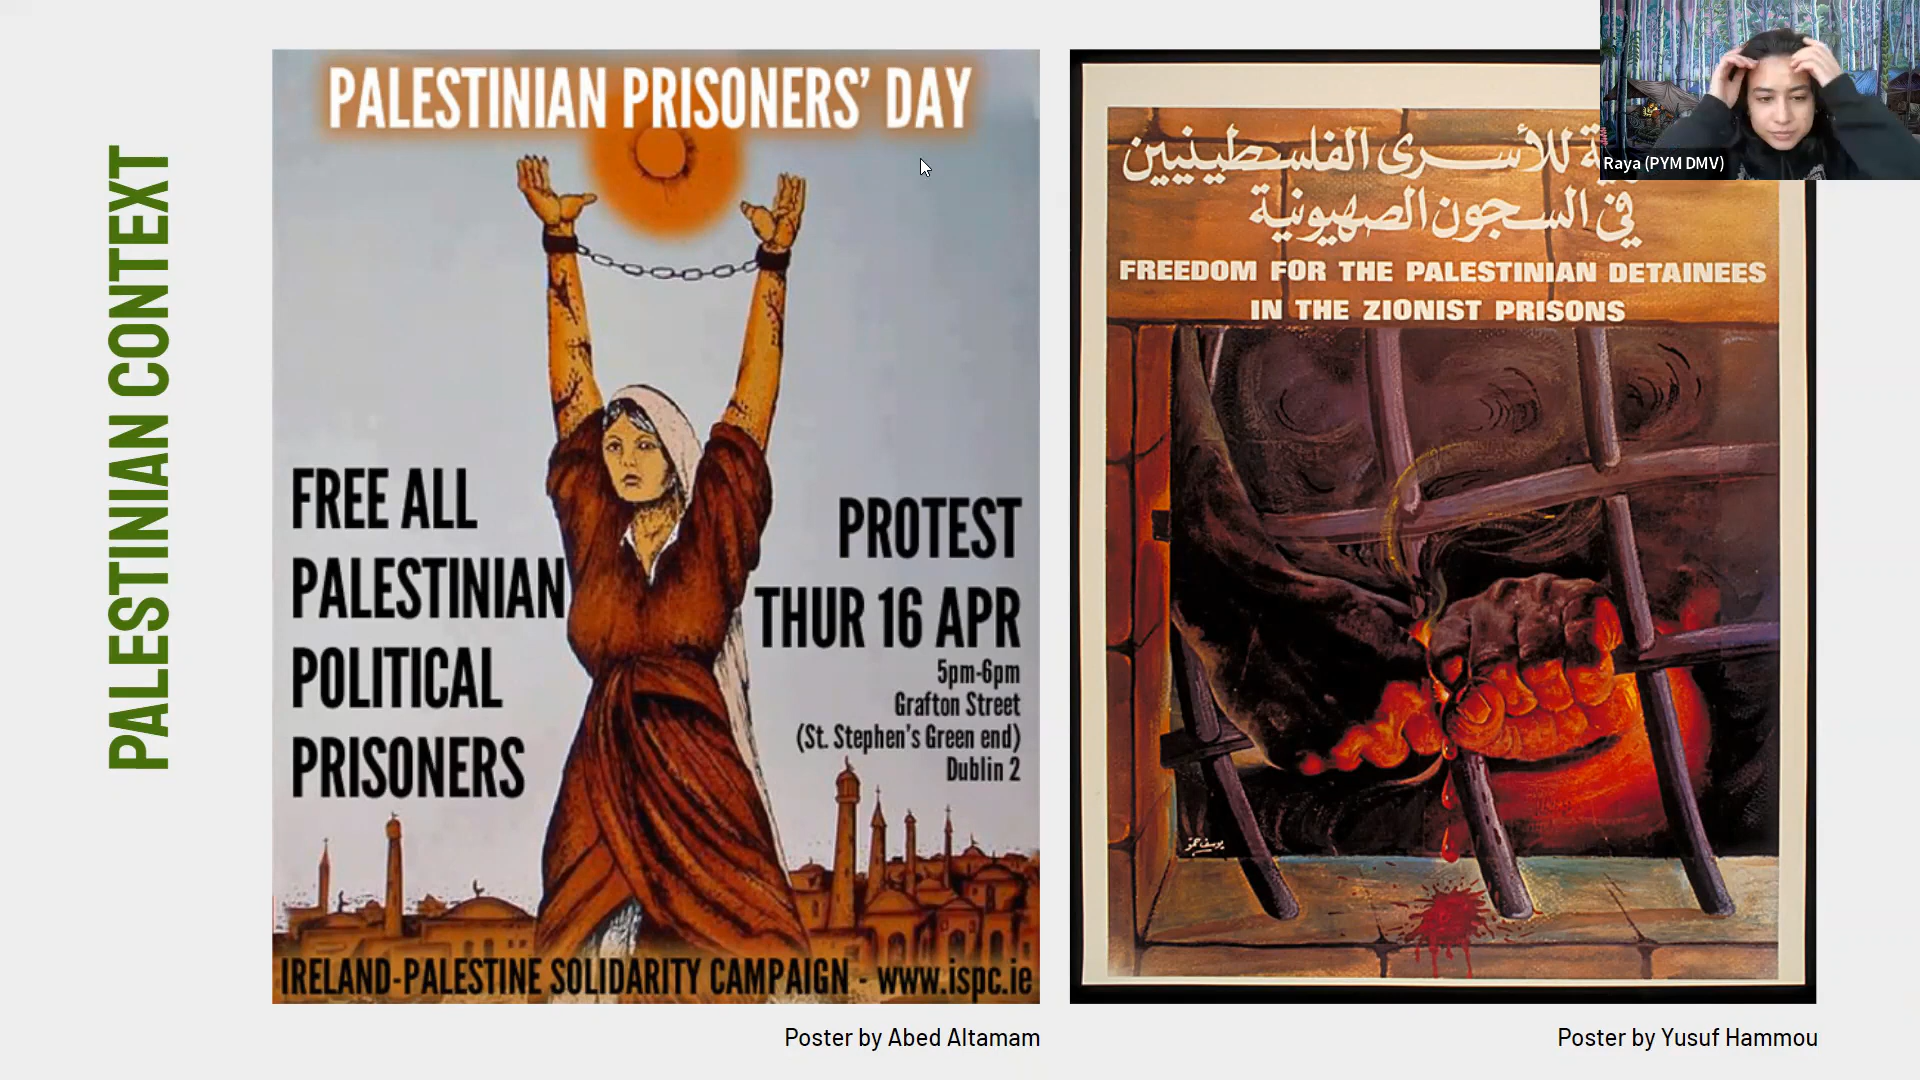 PALESTINIAN CONTEXT
PALESTINIAN PRISONERS’ DAY
FREE ALL
PALESTINIAN
POLITICAL
PRISONERS
PROTEST
THUR 16 APR
5pm-6pm
Grafton Street
(St. Stephen's Green end)
Dublin 2
IRELAND-PALESTINE SOLIDARITY CAMPAIGN - www.ispc.ie
Poster by Abed Altamam
للأسرى الفلسطينيين
في السجون الصهيونية
FREEDOM FOR THE PALESTINIAN DETAINEES
IN THE ZIONIST PRISONS
Poster by Yusuf Hammou
Raya (PYM DMV)